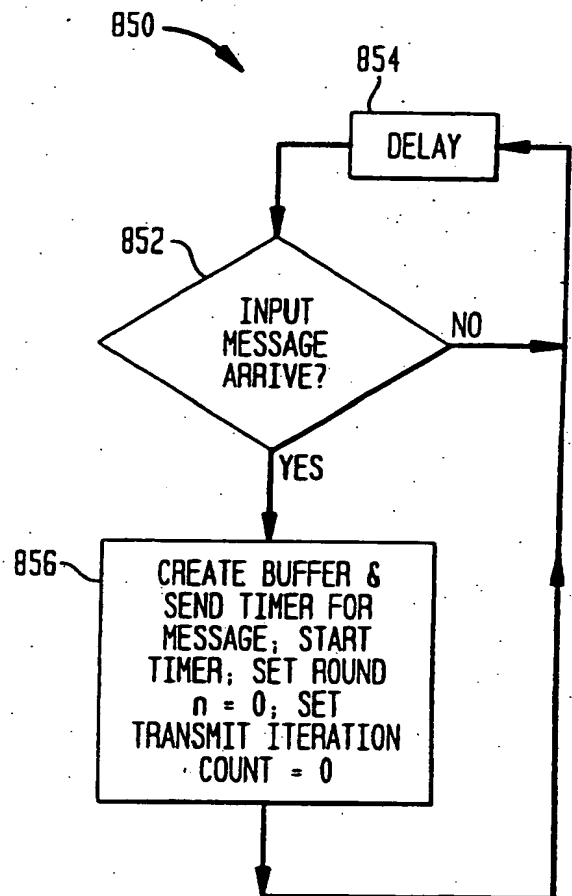 850
854
DELAY
852
INPUT
MESSAGE
ARRIVE?
NO
YES
856
CREATE BUFFER &
SEND TIMER FOR
MESSAGE; START
TIMER; SET ROUND
n = 0; SET
TRANSMIT ITERATION
COUNT = 0